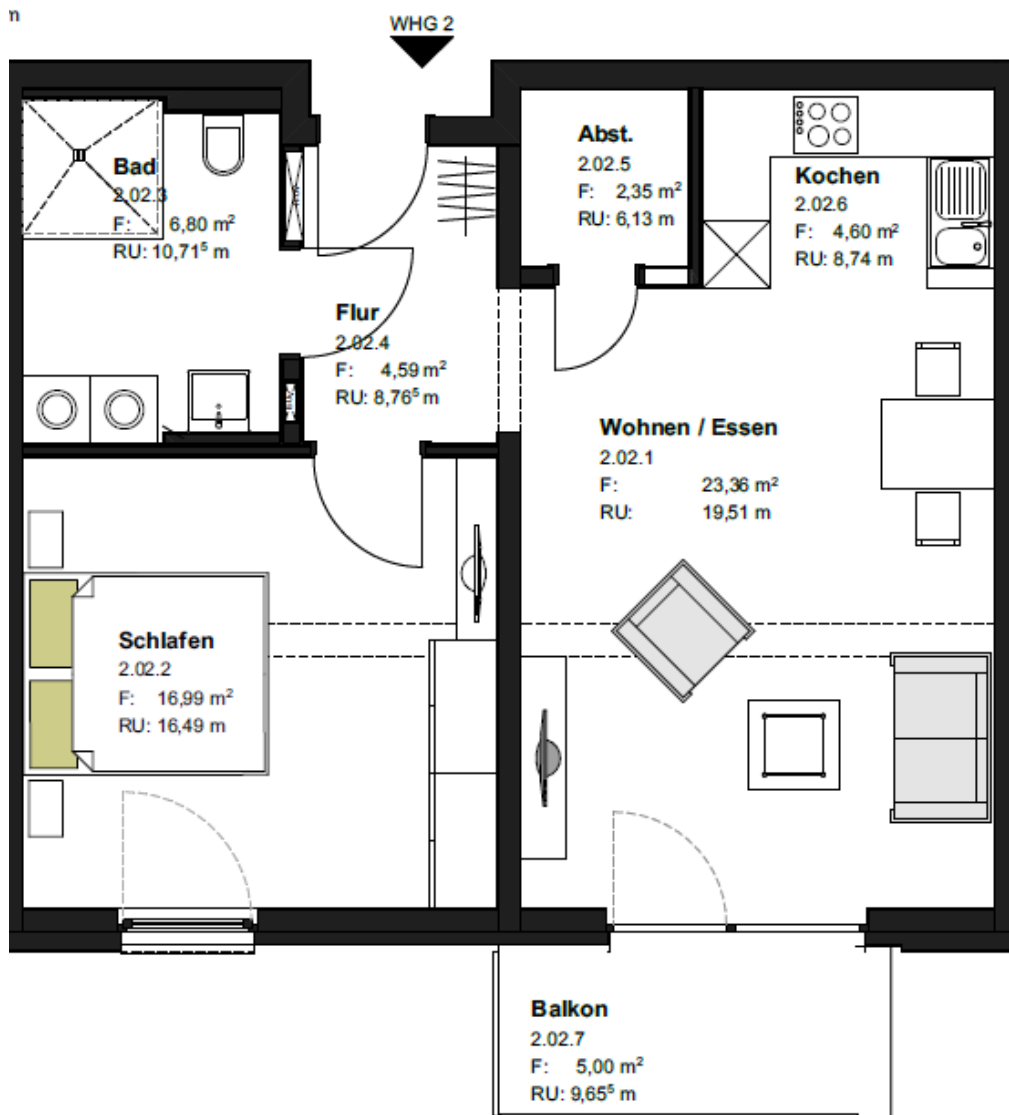 m
WHG 2
Bad
2.02.3
F: 6,80 m²
RU: 10,71⁵ m
Abst.
2.02.5
F: 2,35 m²
RU: 6,13 m
Kochen
2.02.6
F: 4,60 m²
RU: 8,74 m
Flur
2.02.4
F: 4,59 m²
RU: 8,76⁵ m
Wohnen / Essen
2.02.1
F: 23,36 m²
RU: 19,51 m
Schlafen
2.02.2
F: 16,99 m²
RU: 16,49 m
Balkon
2.02.7
F: 5,00 m²
RU: 9,65⁵ m